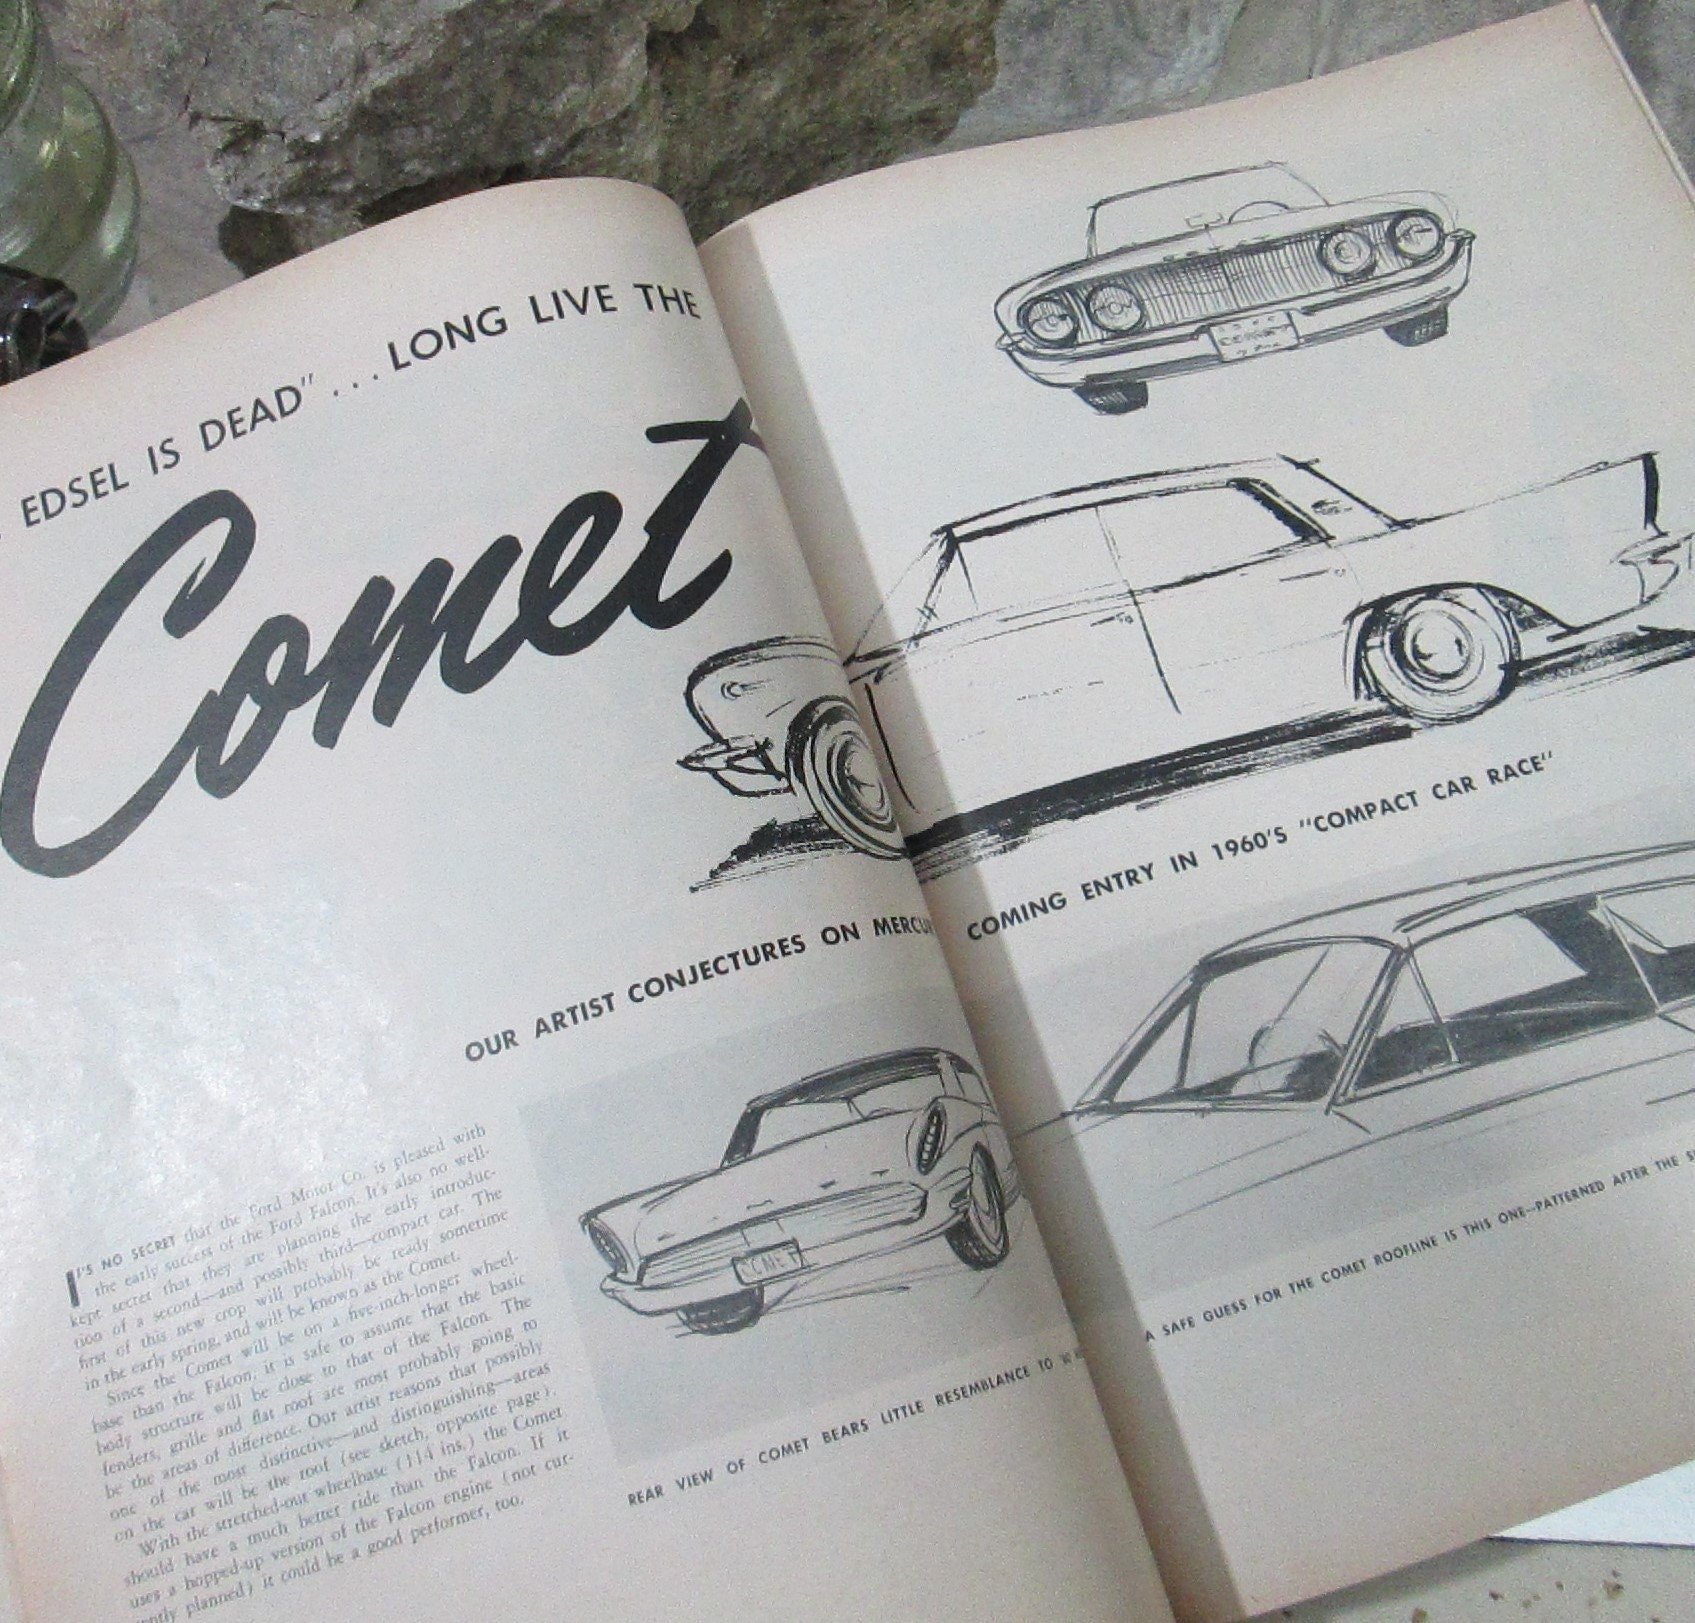 EDSEL IS DEAD" ... LONG LIVE THE
Comet
COMET
OUR ARTIST CONJECTURES ON COMING ENTRY IN 1960'S "COMPACT CAR RACE"
COMET
I'S NO SECRET that the Ford Motor Co. is pleased with
the early success of the Ford Falcon. It's also no well-
kept secret that they are planning the early introduc-
tion of a second—and possibly third—compact car. The
first of this new crop will probably be ready sometime
in the early spring, and will be known as the Comet.
Since the Comet will be on a five-inch-longer wheel-
base than the Falcon, it is safe to assume that the basic
body structure will be close to that of the Falcon. The
fenders, grille and flat roof are most probably going to
be the areas of difference. Our artist reasons that possibly
one of the most distinctive—and distinguishing—areas
on the car will be the roof (see sketch, opposite page).
With the stretched-out wheelbase (114 ins.) the Comet
should have a much better ride than the Falcon. If it
uses a hopped-up version of the Falcon engine (not cur-
ently planned) it could be a good performer, too.
REAR VIEW OF COMET BEARS LITTLE RESEMBLANCE TO
A SAFE GUESS FOR THE COMET ROOFLINE IS THIS ONE—PATTERNED AFTER THE